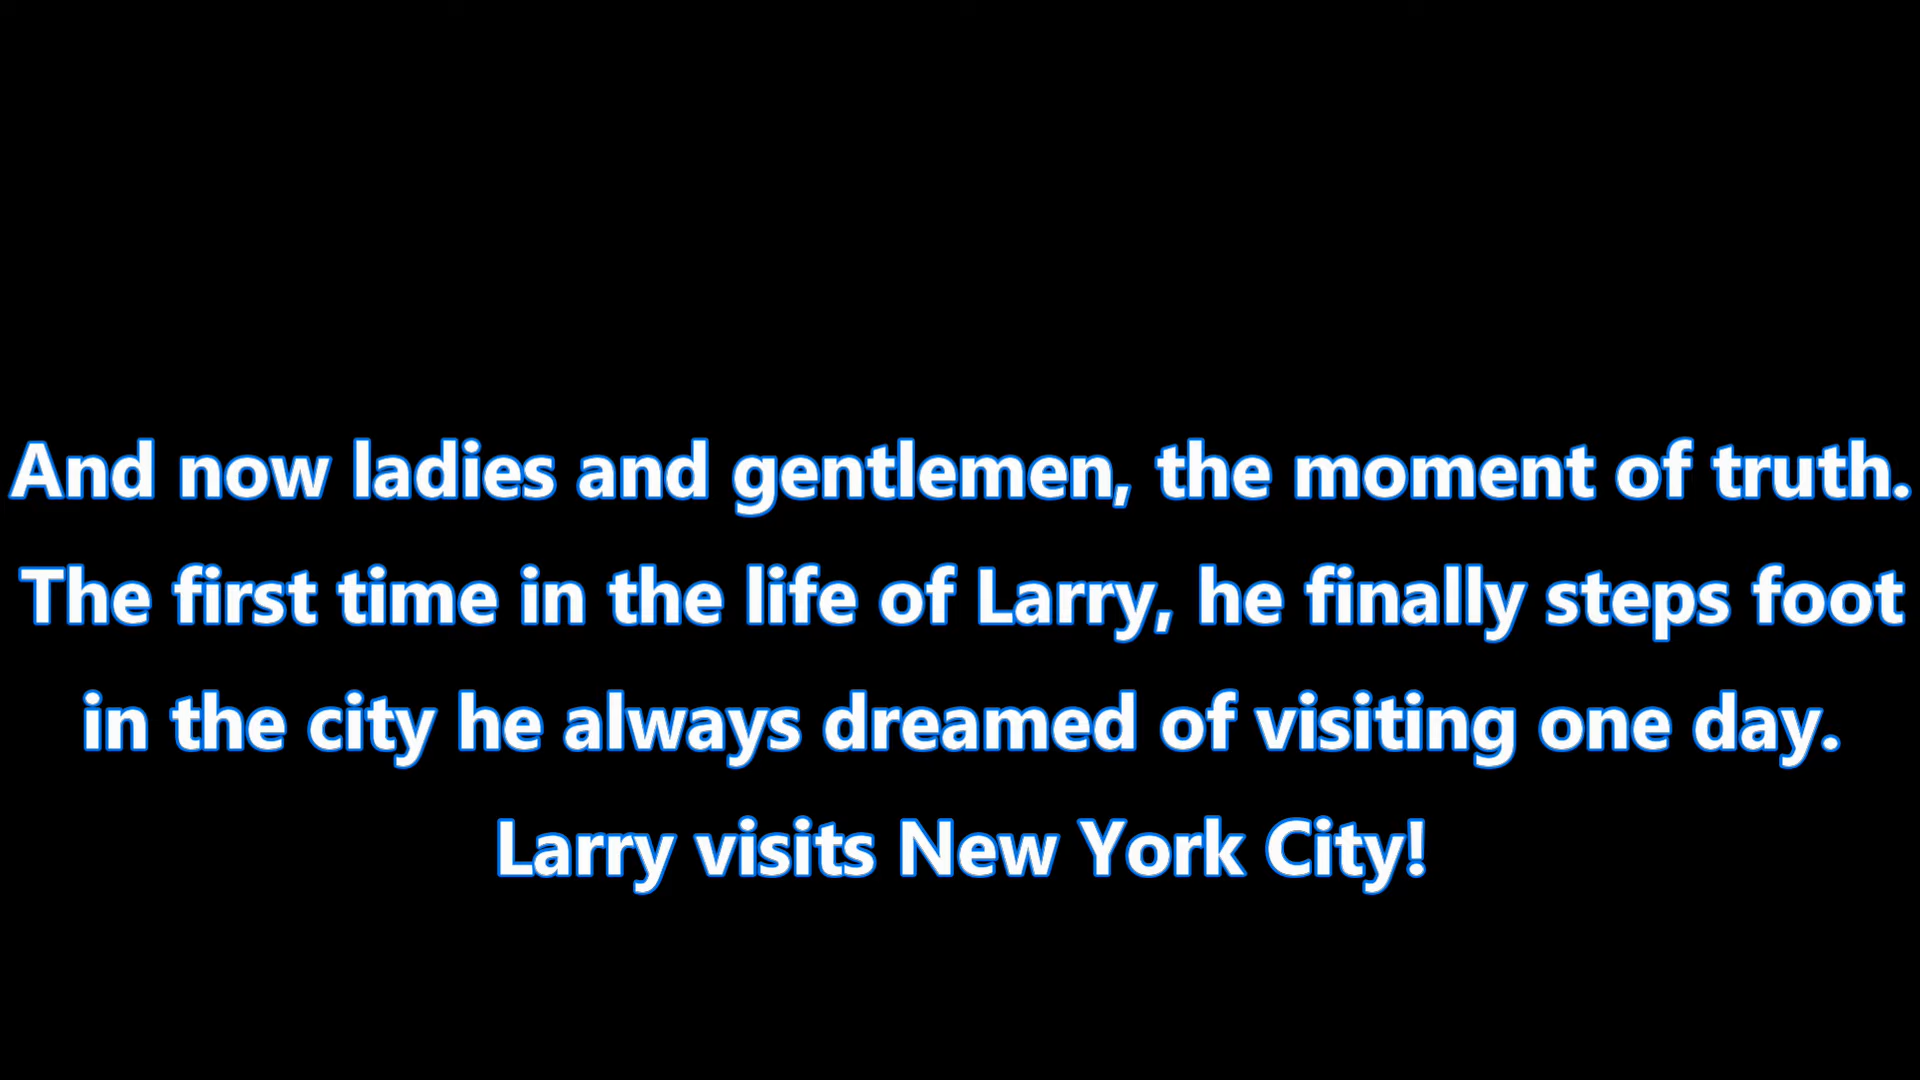 And now ladies and gentlemen, the moment of truth.
The first time in the life of Larry, he finally steps foot
in the city he always dreamed of visiting one day.
Larry visits New York City!